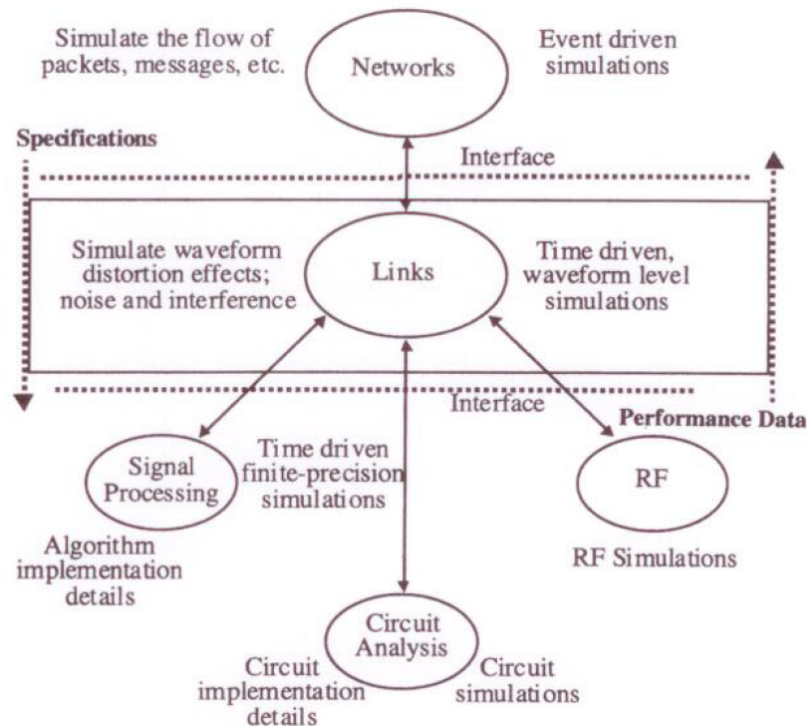 Simulate the flow of
packets, messages, etc.
Networks
Event driven
simulations
Specifications
Interface
Simulate waveform
distortion effects;
noise and interference
Links
Time driven,
waveform level
simulations
Interface
Performance Data
Signal
Processing
Time driven
finite-precision
simulations
RF
Algorithm
implementation
details
RF Simulations
Circuit
Analysis
Circuit
implementation
details
Circuit
simulations